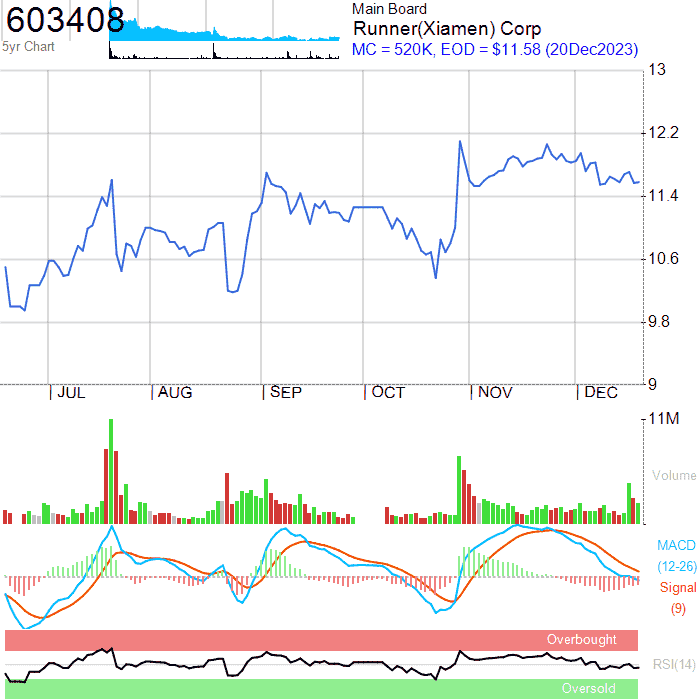 603408
5yr Chart
Main Board
Runner(Xiamen) Corp
MC = 520K, EOD = $11.58 (20Dec2023)
13
12.2
11.4
10.6
9.8
9
JUL AUG SEP OCT NOV DEC
11M
Volume
MACD
(12-26)
Signal
(9)
Overbought
RSI(14)
Oversold